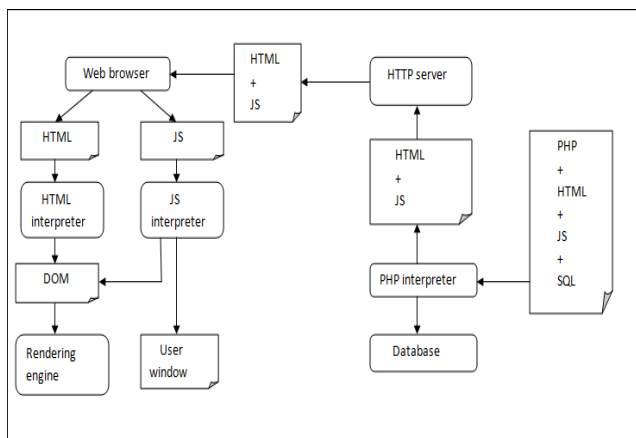 HTML
+
JS
Web browser
HTTP server
HTML
JS
HTML
+
JS
PHP
+
HTML
+
JS
+
SQL
HTML
interpreter
JS
interpreter
DOM
PHP interpreter
User
window
Rendering
engine
Database